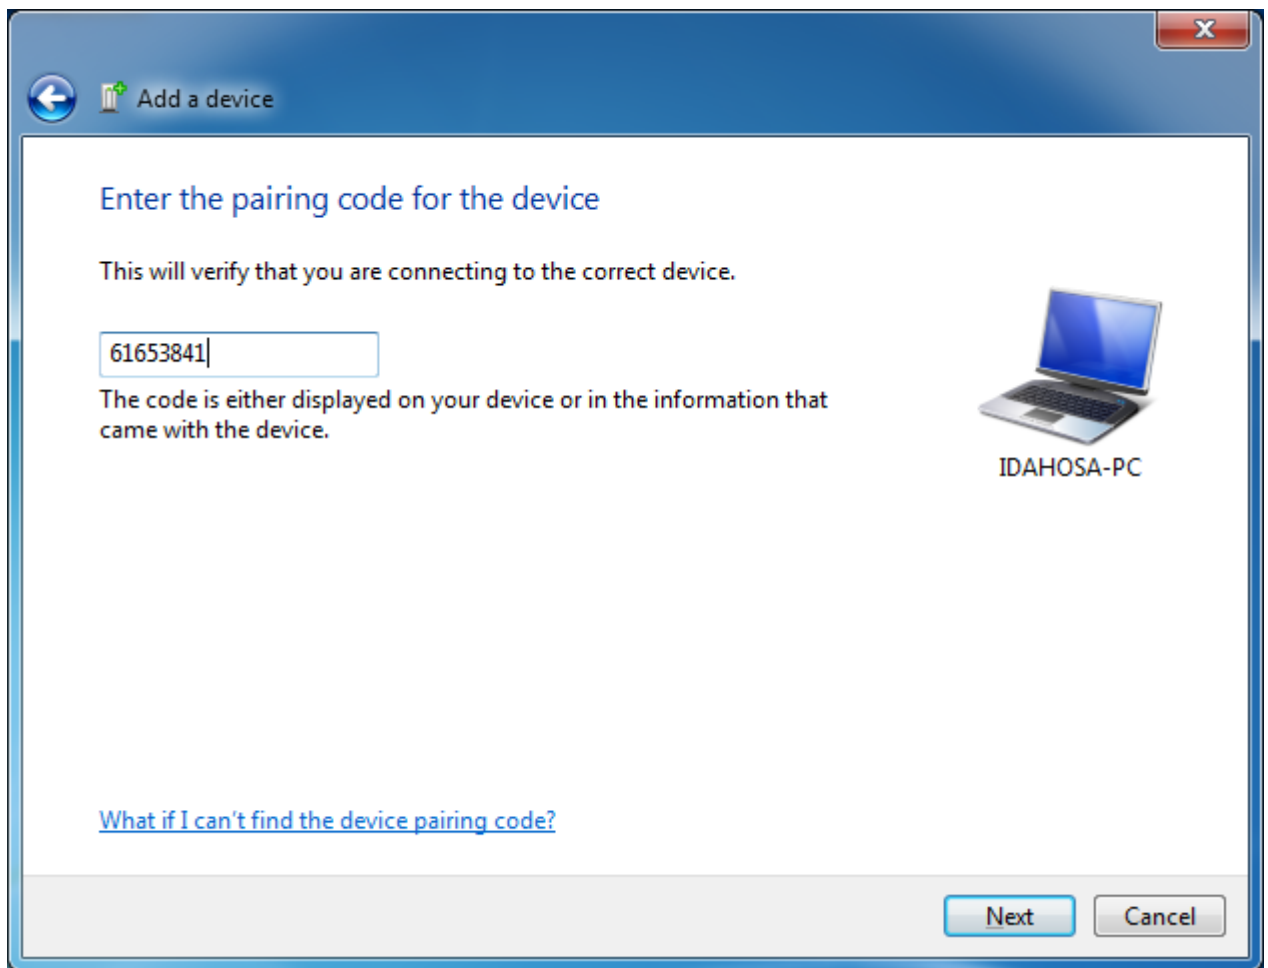 Add a device
Enter the pairing code for the device
This will verify that you are connecting to the correct device.
61653841
The code is either displayed on your device or in the information that
came with the device.
IDAHOSA-PC
What if I can't find the device pairing code?
Next
Cancel